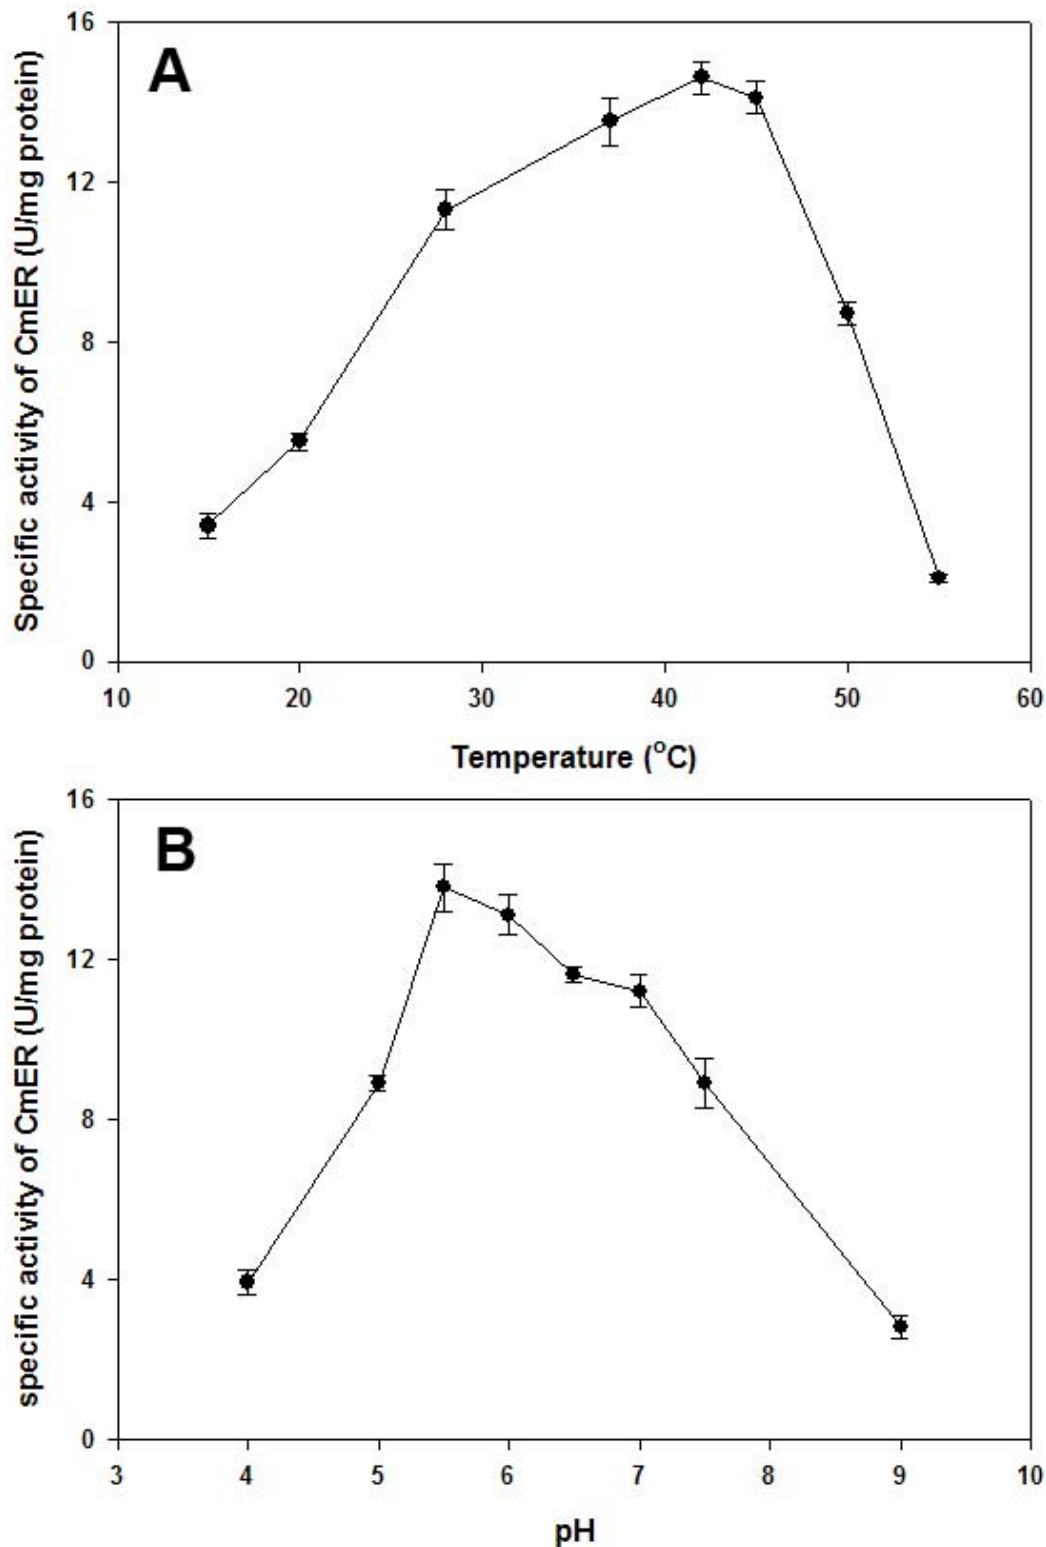 A
Specific activity of CmER (U/mg protein)
16
12
8
4
0
10 20 30 40 50 60
Temperature (°C)
B
specific activity of CmER (U/mg protein)
16
12
8
4
0
3 4 5 6 7 8 9 10
pH